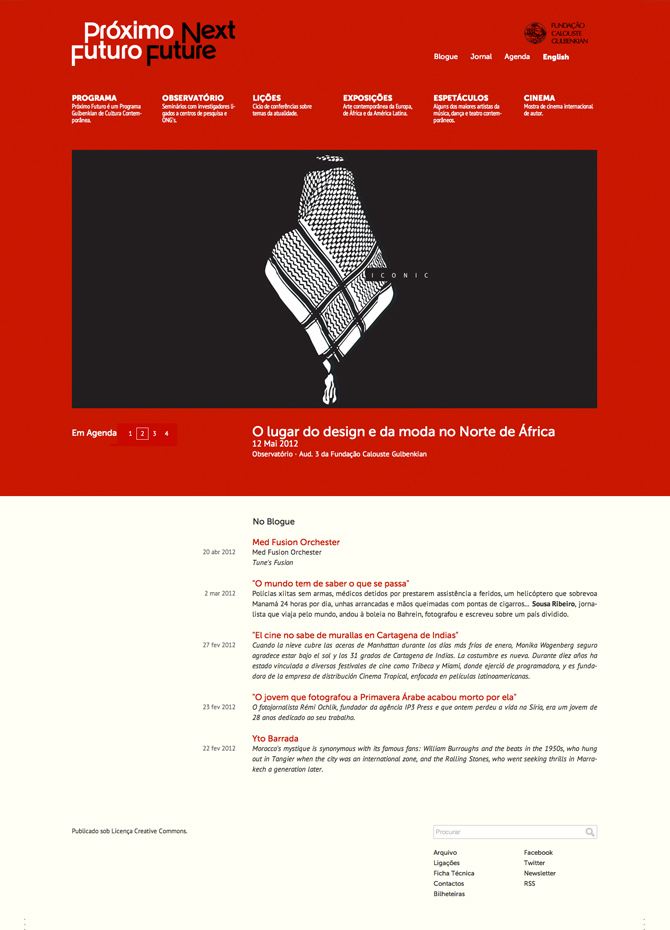 Próximo Next
Futuro Future
FUNDAÇÃO
CALOUSTE
GULBENKIAN
Blogue Jornal Agenda English
PROGRAMA
Próximo Futuro é um Programa
Gulbenkian de Cultura Contem-
porânea.
OBSERVATÓRIO
Seminários com investigadores li-
gados a centros de pesquisa e
ONG's.
LIÇÕES
Ciclo de conferências sobre
temas da atualidade.
EXPOSIÇÕES
Arte contemporânea da Europa,
de África e da América Latina.
ESPETÁCULOS
Alguns dos maiores artistas da
música, dança e teatro contem-
porâneos.
CINEMA
Mostra de cinema internacional
de autor.
ICONIC
Em Agenda 1 2 3 4
O lugar do design e da moda no Norte de África
12 Mai 2012
Observatório - Aud. 3 da Fundação Calouste Gulbenkian
No Blogue
Med Fusion Orchester
20 abr 2012 Med Fusion Orchester
Tune's Fusion
"O mundo tem de saber o que se passa"
2 mar 2012 Polícias xiitas sem armas, médicos detidos por prestarem assistência a feridos, um helicóptero que sobrevoa
Manamá 24 horas por dia, unhas arrancadas e mãos queimadas com pontas de cigarros... Sousa Ribeiro, jorna-
lista que viaja pelo mundo, andou à boleia no Bahrein, fotografou e escreveu sobre um país dividido.
"El cine no sabe de murallas en Cartagena de Indias"
27 fev 2012 Cuando la nieve cubre las aceras de Manhattan durante los días más fríos de enero, Monika Wagenberg seguro
agradece estar bajo el sol y los 31 grados de Cartagena de Indias. La costumbre es nueva. Durante diez años ha
estado vinculada a diversos festivales de cine como Tribeca y Miami, donde ejerció de programadora, y es funda-
dora de la empresa de distribución Cinema Tropical, enfocada en películas latinoamericanas.
"O jovem que fotografou a Primavera Árabe acabou morto por ela"
23 fev 2012 O fotojornalista Rémi Ochlik, fundador da agência IP3 Press e que ontem perdeu a vida na Síria, era um jovem de
28 anos dedicado ao seu trabalho.
Yto Barrada
22 fev 2012 Morocco's mystique is synonymous with its famous fans: William Burroughs and the beats in the 1950s, who hung
out in Tangier when the city was an international zone, and the Rolling Stones, who went seeking thrills in Marra-
kech a generation later.
Publicado sob Licença Creative Commons.
Procurar
Arquivo Facebook
Ligações Twitter
Ficha Técnica Newsletter
Contactos RSS
Bilheteiras